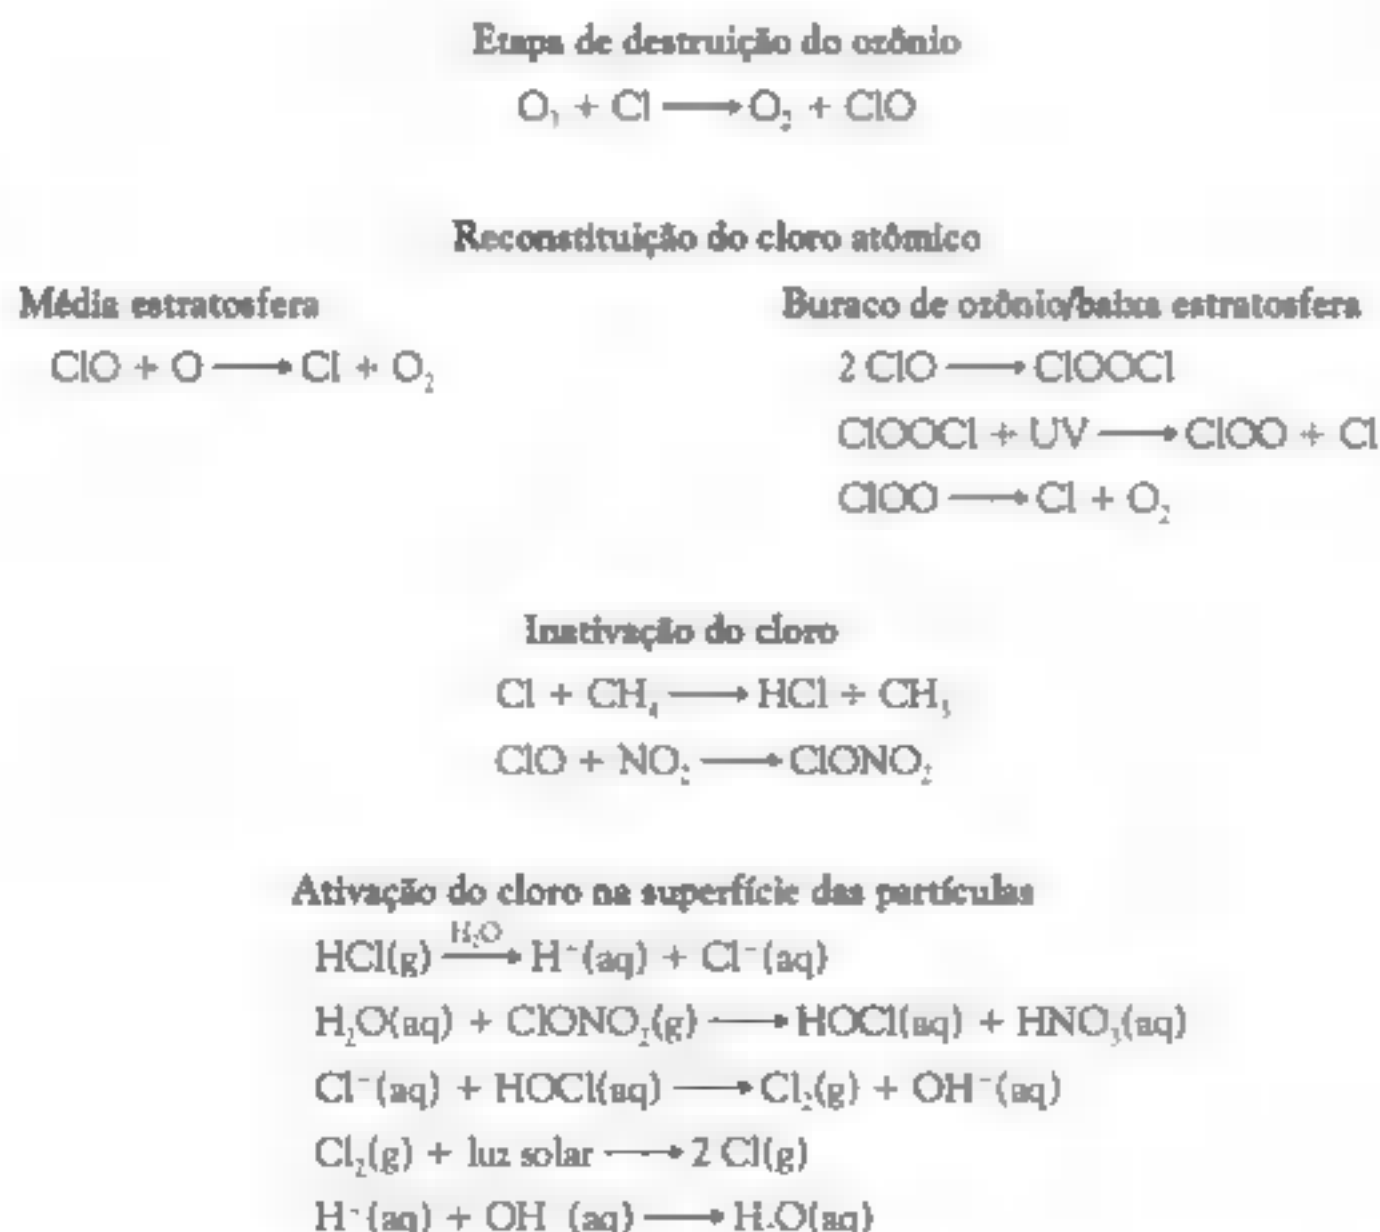 Etapa de destruição do ozônio
O₃ + Cl ⟶ O₂ + ClO
Reconstituição do cloro atômico
Média estratosfera
ClO + O ⟶ Cl + O₂
Buraco de ozônio/baixa estratosfera
2 ClO ⟶ ClOOCl
ClOOCl + UV ⟶ ClOO + Cl
ClOO ⟶ Cl + O₂
Inativação do cloro
Cl + CH₄ ⟶ HCl + CH₃
ClO + NO₂ ⟶ ClONO₂
Ativação do cloro na superfície das partículas
H₂O
HCl(g) ⟶ H⁺(aq) + Cl⁻(aq)
H₂O(aq) + ClONO₂(g) ⟶ HOCl(aq) + HNO₃(aq)
Cl⁻(aq) + HOCl(aq) ⟶ Cl₂(g) + OH⁻(aq)
Cl₂(g) + luz solar ⟶ 2 Cl(g)
H⁺(aq) + OH⁻(aq) ⟶ H₂O(aq)